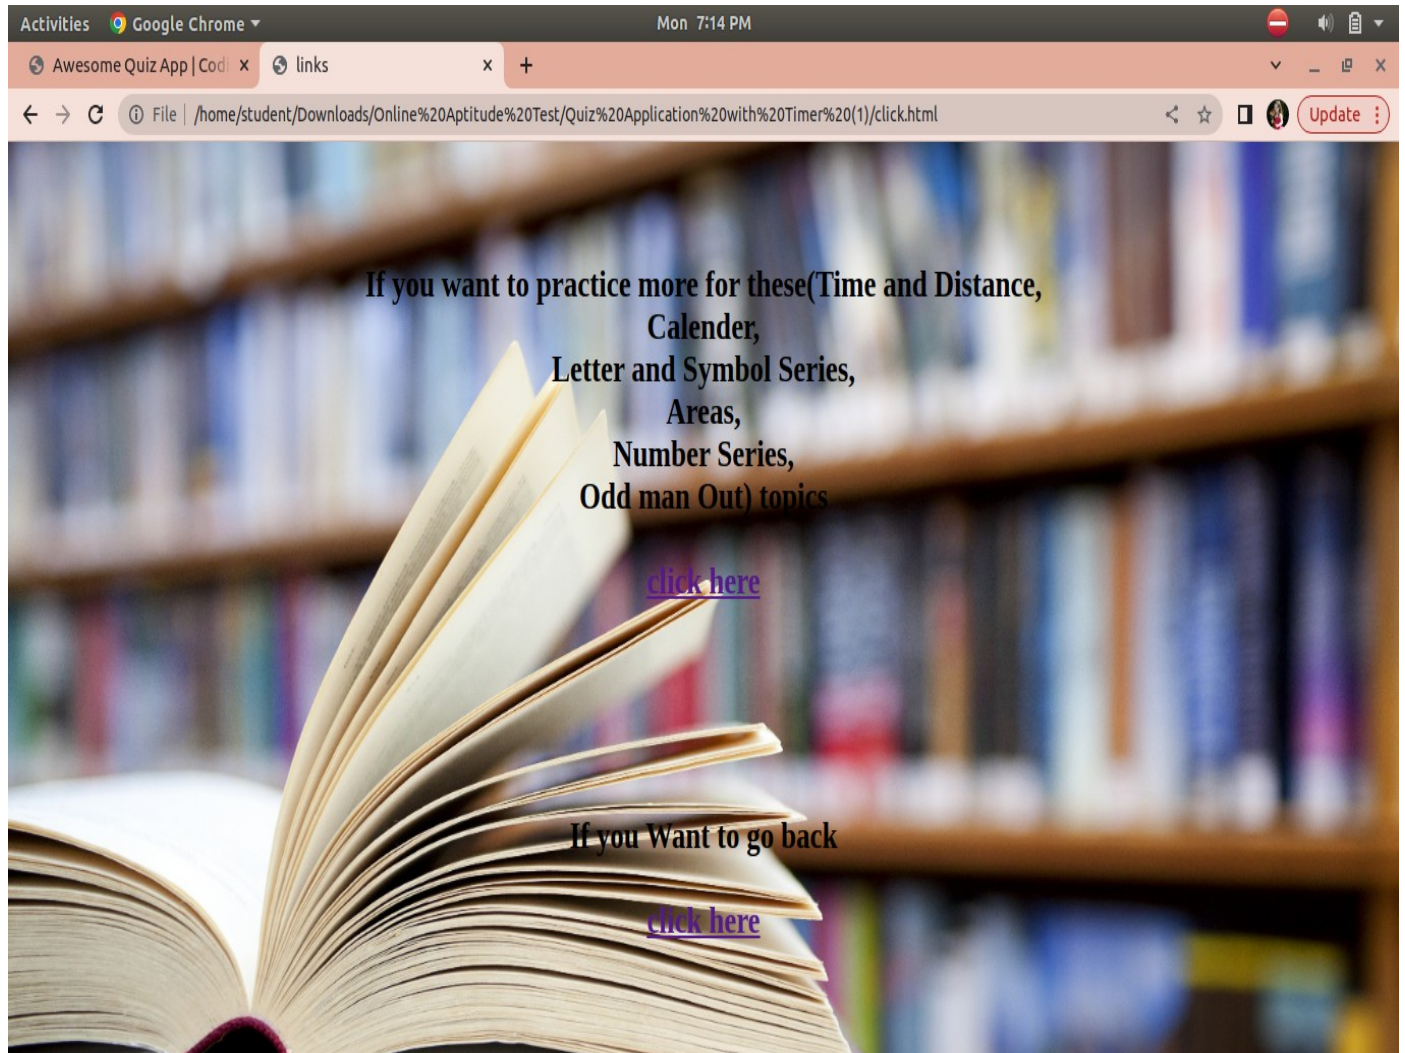 Activities Google Chrome Mon 7:14 PM
Awesome Quiz App | Codi links
File /home/student/Downloads/Online%20Aptitude%20Test/Quiz%20Application%20with%20Timer%20(1)/click.html Update
If you want to practice more for these(Time and Distance,
Calender,
Letter and Symbol Series,
Areas,
Number Series,
Odd man Out) topics
click here
If you Want to go back
click here